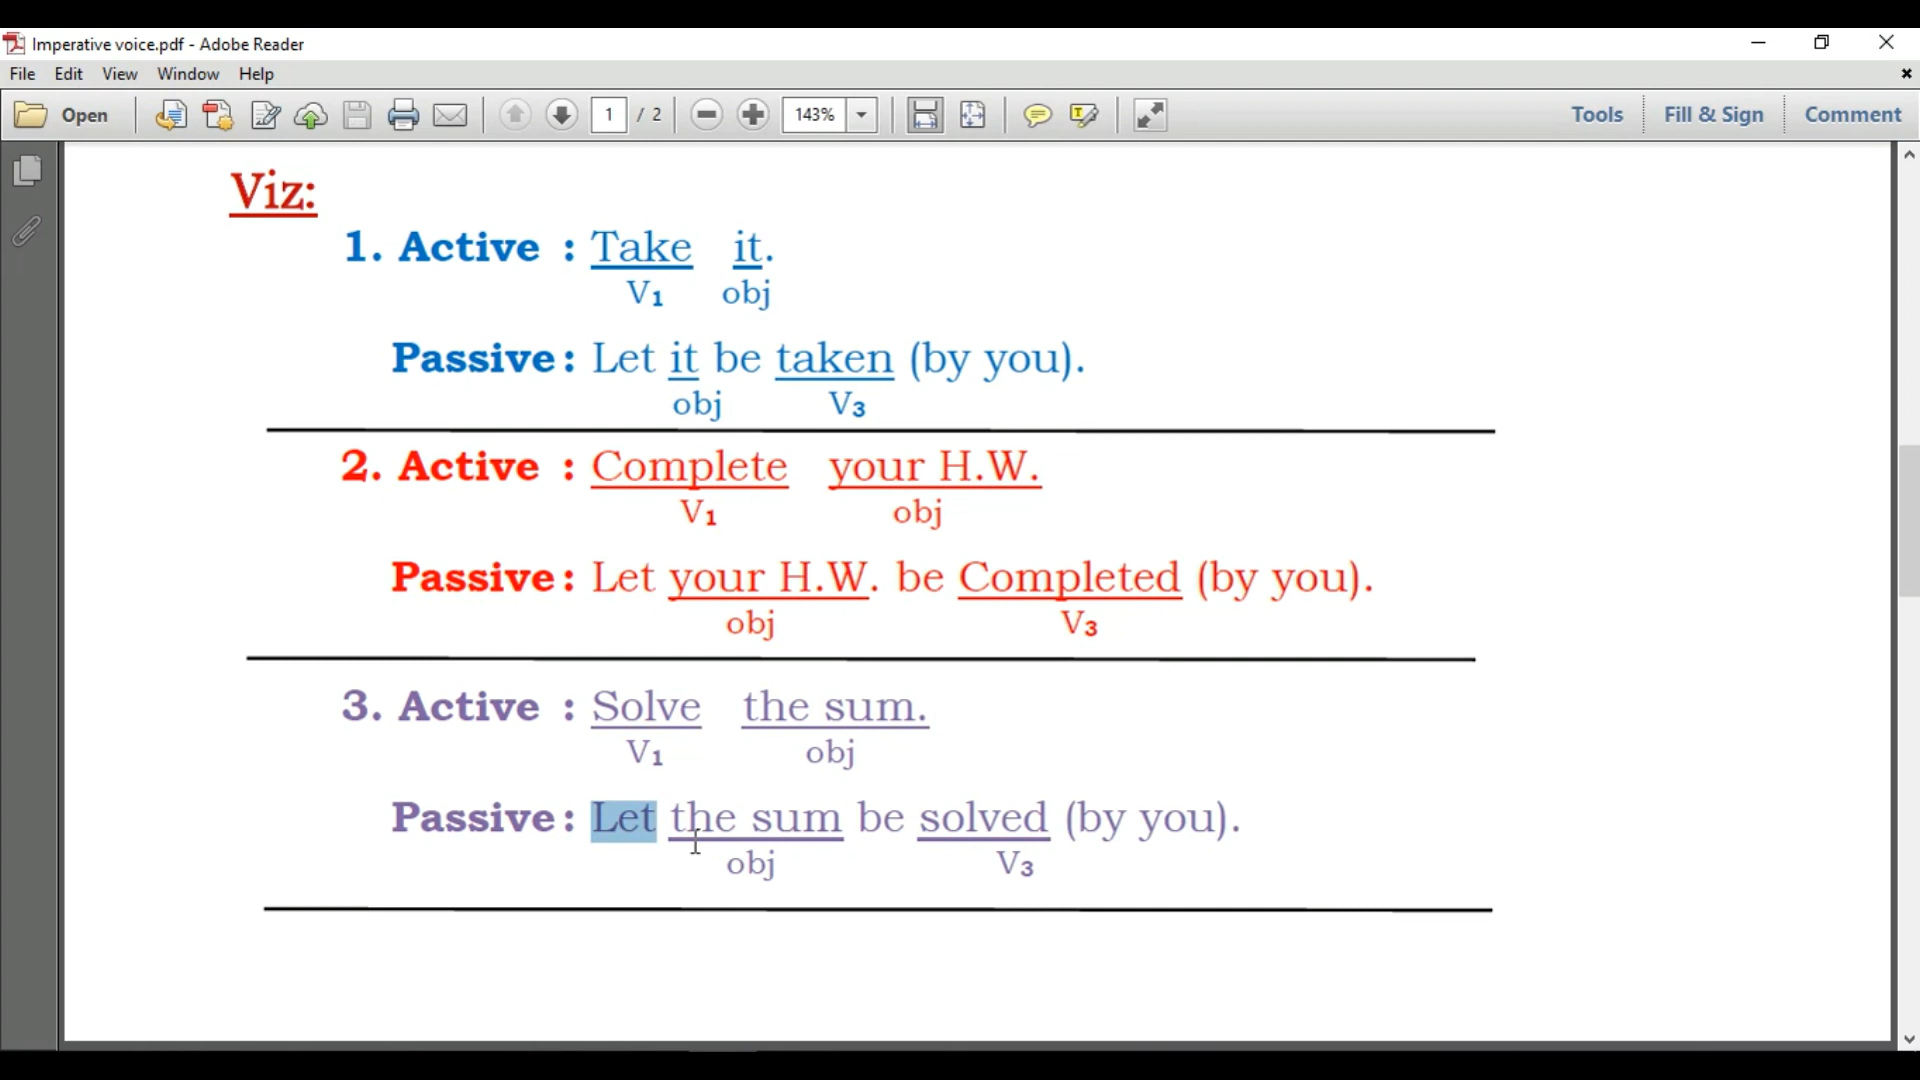 Imperative voice.pdf - Adobe Reader
File Edit View Window Help
Open 1 / 2 143% Tools Fill & Sign Comment
Viz:
1. Active : Take it.
V1 obj
Passive : Let it be taken (by you).
obj V3
2. Active : Complete your H.W.
V1 obj
Passive : Let your H.W. be Completed (by you).
obj V3
3. Active : Solve the sum.
V1 obj
Passive : Let the sum be solved (by you).
obj V3